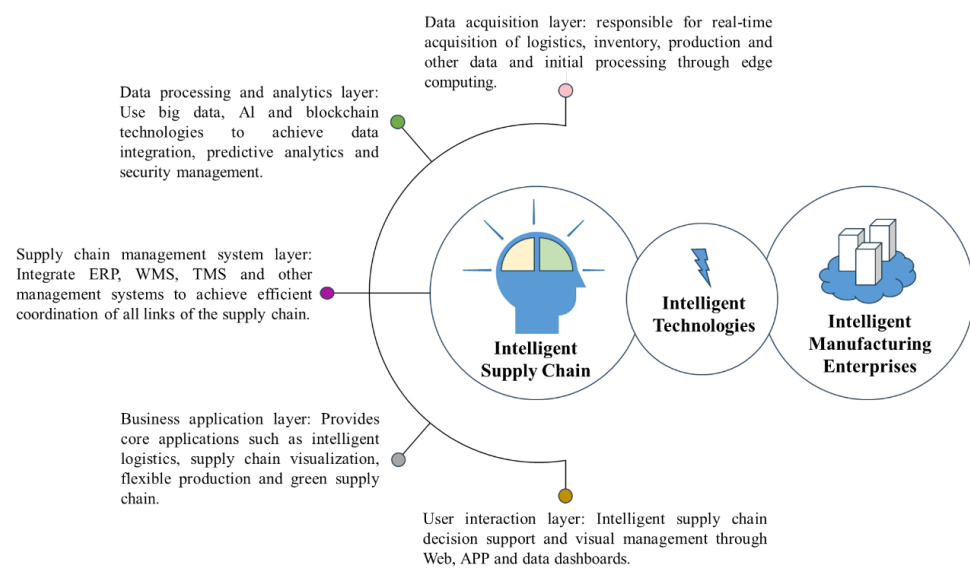 Data acquisition layer: responsible for real-time
acquisition of logistics, inventory, production and
other data and initial processing through edge
computing.
Data processing and analytics layer:
Use big data, AI and blockchain
technologies to achieve data
integration, predictive analytics and
security management.
Supply chain management system layer:
Integrate ERP, WMS, TMS and other
management systems to achieve efficient
coordination of all links of the supply chain.
Business application layer: Provides
core applications such as intelligent
logistics, supply chain visualization,
flexible production and green supply
chain.
User interaction layer: Intelligent supply chain
decision support and visual management through
Web, APP and data dashboards.
Intelligent
Supply Chain
Intelligent
Technologies
Intelligent
Manufacturing
Enterprises